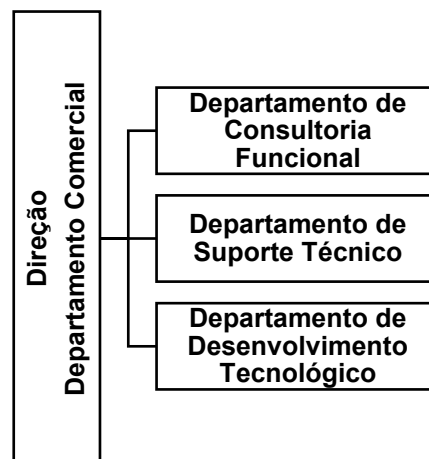 Direção
Departamento Comercial
Departamento de
Consultoria
Funcional
Departamento de
Suporte Técnico
Departamento de
Desenvolvimento
Tecnológico